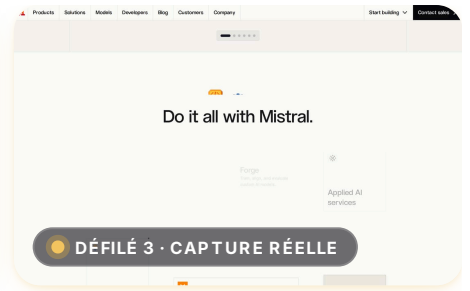 Products Solutions Models Developers Blog Customers Company Start building Contact sales
Do it all with Mistral.
Forge
Applied AI
services
DÉFILÉ 3 · CAPTURE RÉELLE